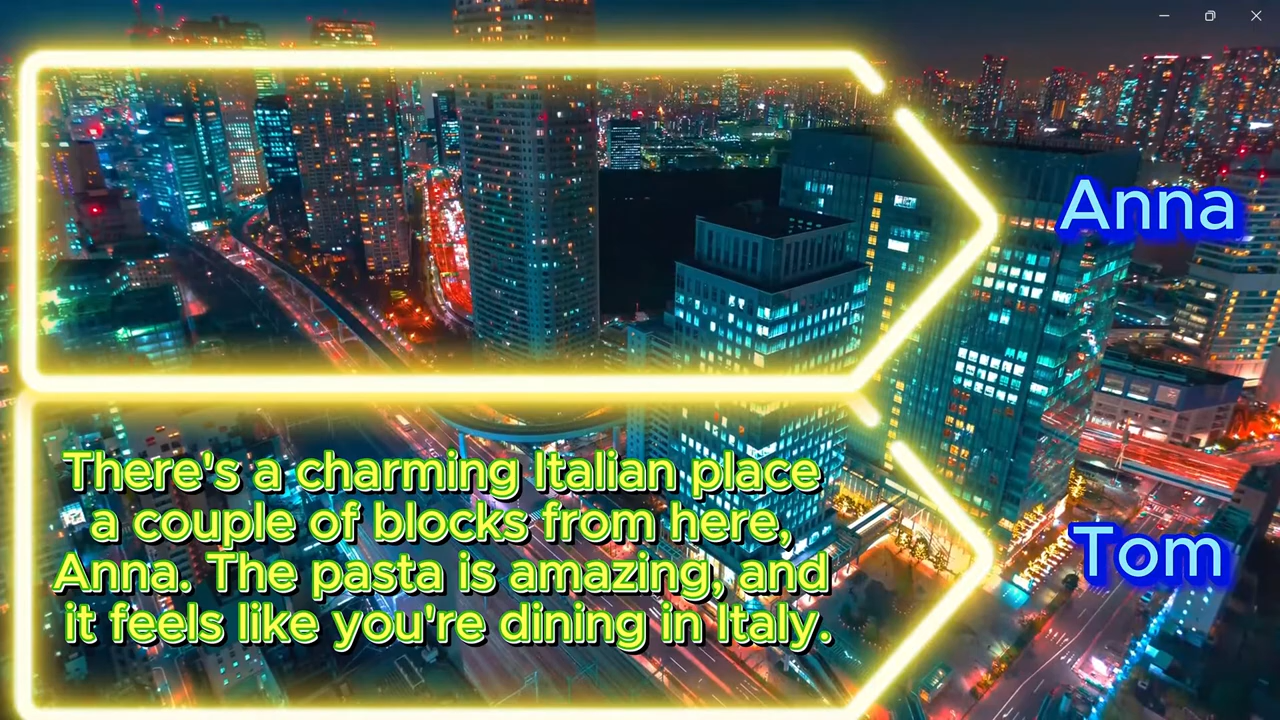 Anna
There's a charming Italian place
a couple of blocks from here,
Anna. The pasta is amazing, and
it feels like you're dining in Italy.
Tom